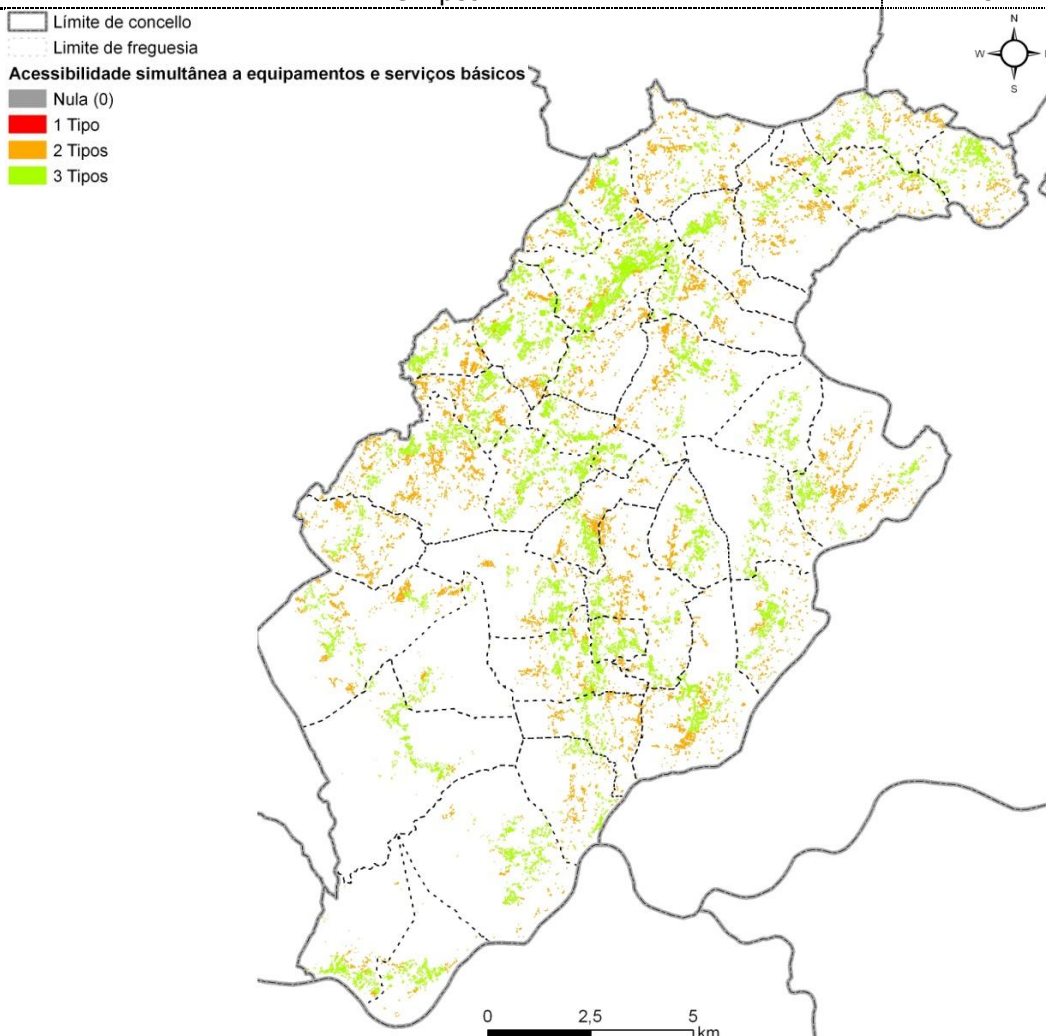 Límite de concello
Limite de freguesia
Acessibilidade simultânea a equipamentos e serviços básicos
Nula (0)
1 Tipo
2 Tipos
3 Tipos
N
W
S
0 2,5 5
km